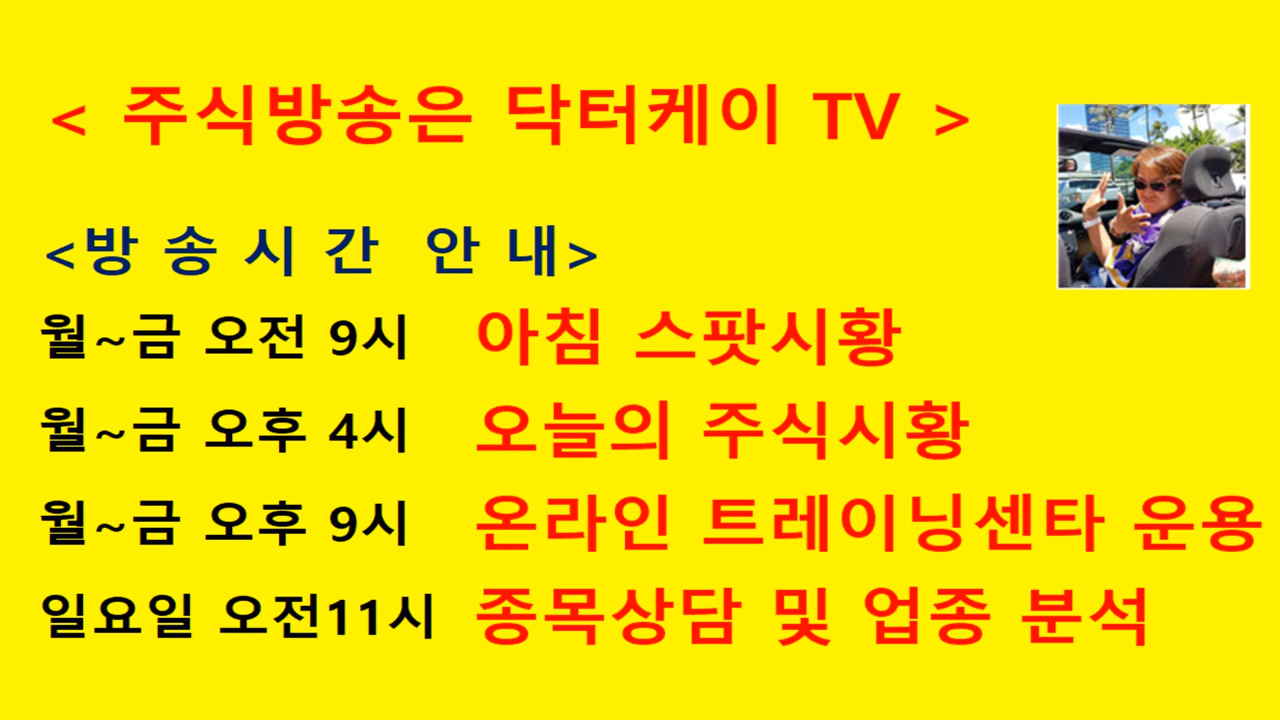 < 주식방송은 닥터케이 TV >
<방 송 시 간 안 내>
월~금 오전 9시 아침 스팟시황
월~금 오후 4시 오늘의 주식시황
월~금 오후 9시 온라인 트레이닝센타 운용
일요일 오전11시 종목상담 및 업종 분석